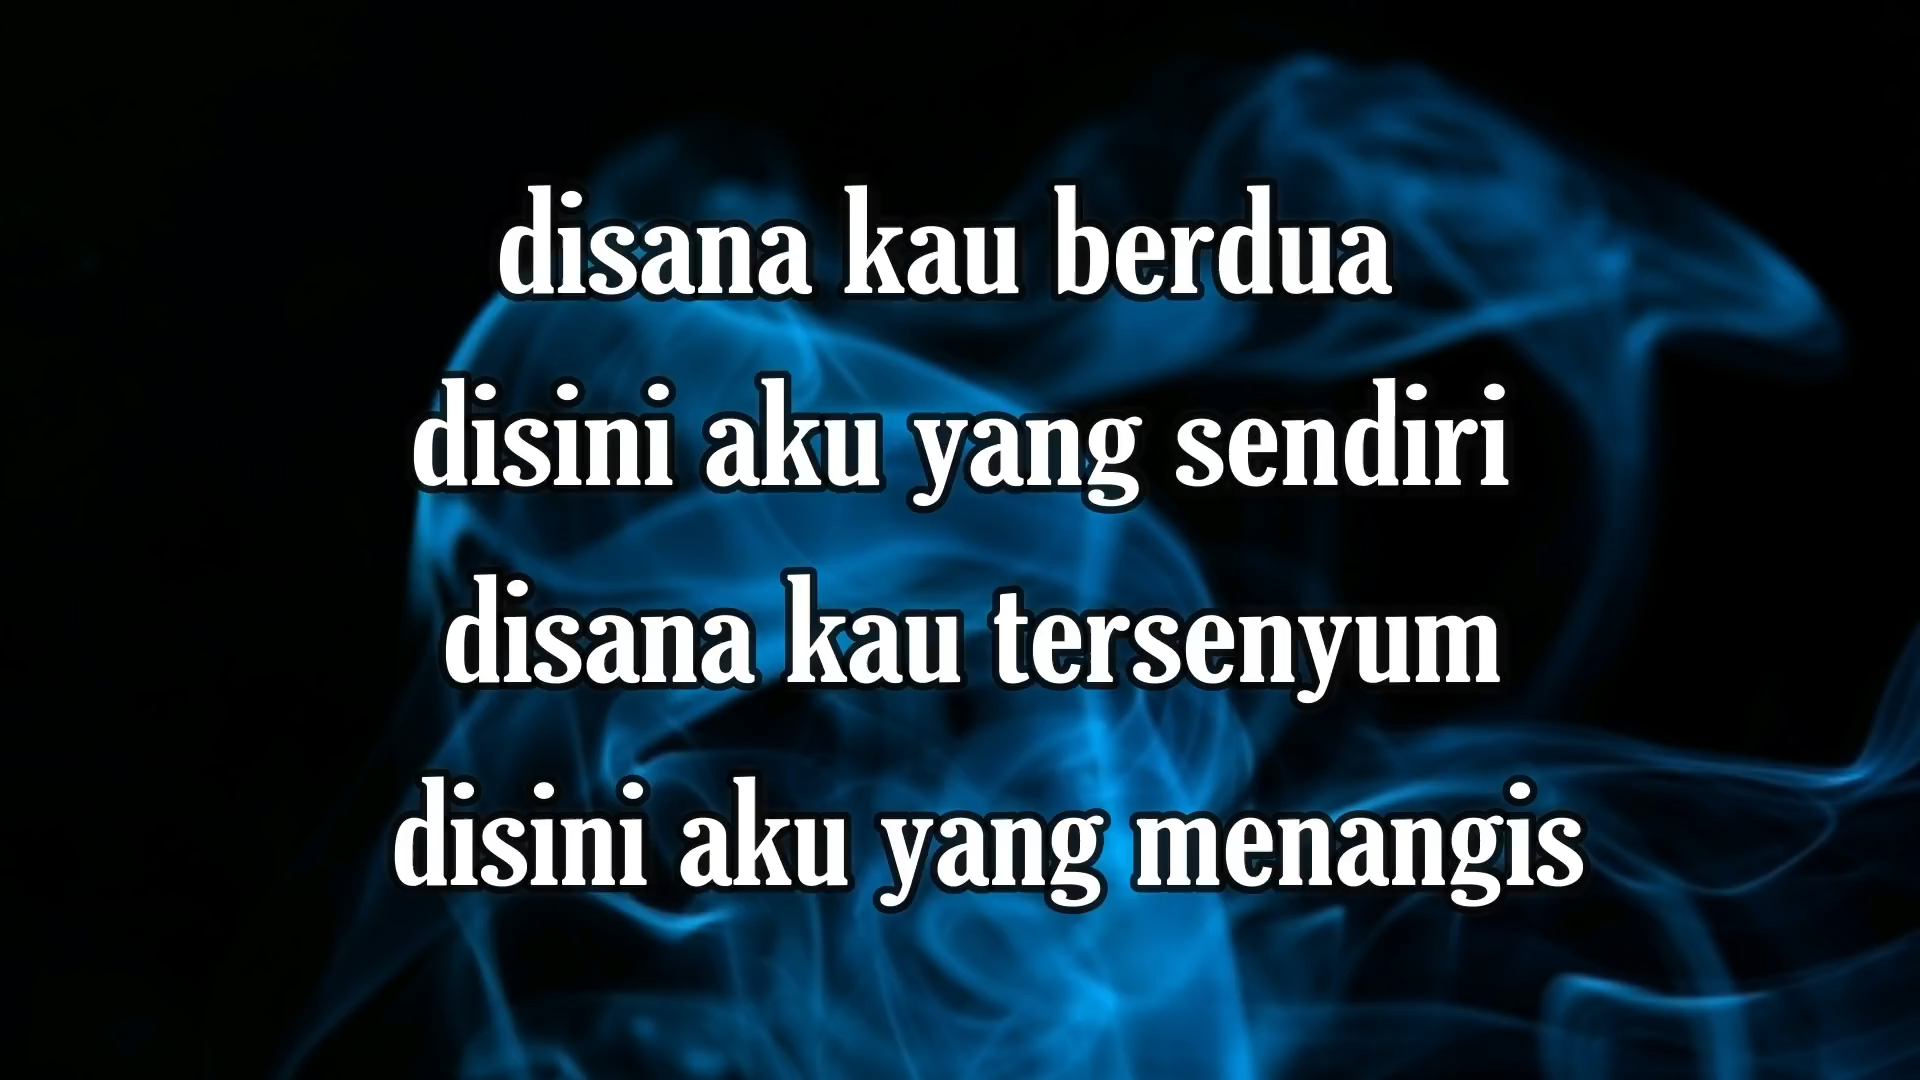 disana kau berdua
disini aku yang sendiri
disana kau tersenyum
disini aku yang menangis